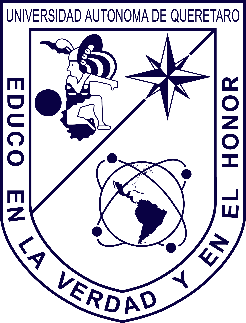 UNIVERSIDAD AUTONOMA DE QUERETARO
EDUCO EN LA VERDAD Y EN EL HONOR